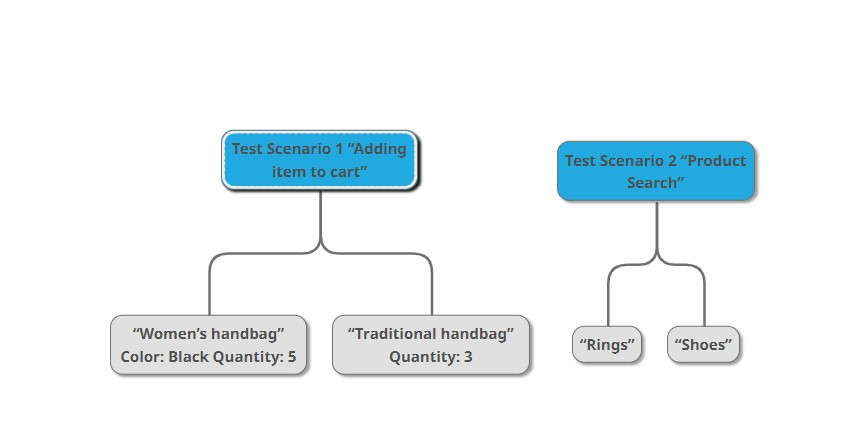 Test Scenario 1 “Adding
item to cart”
Test Scenario 2 “Product
Search”
“Women’s handbag”
Color: Black Quantity: 5
“Traditional handbag”
Quantity: 3
“Rings”
“Shoes”